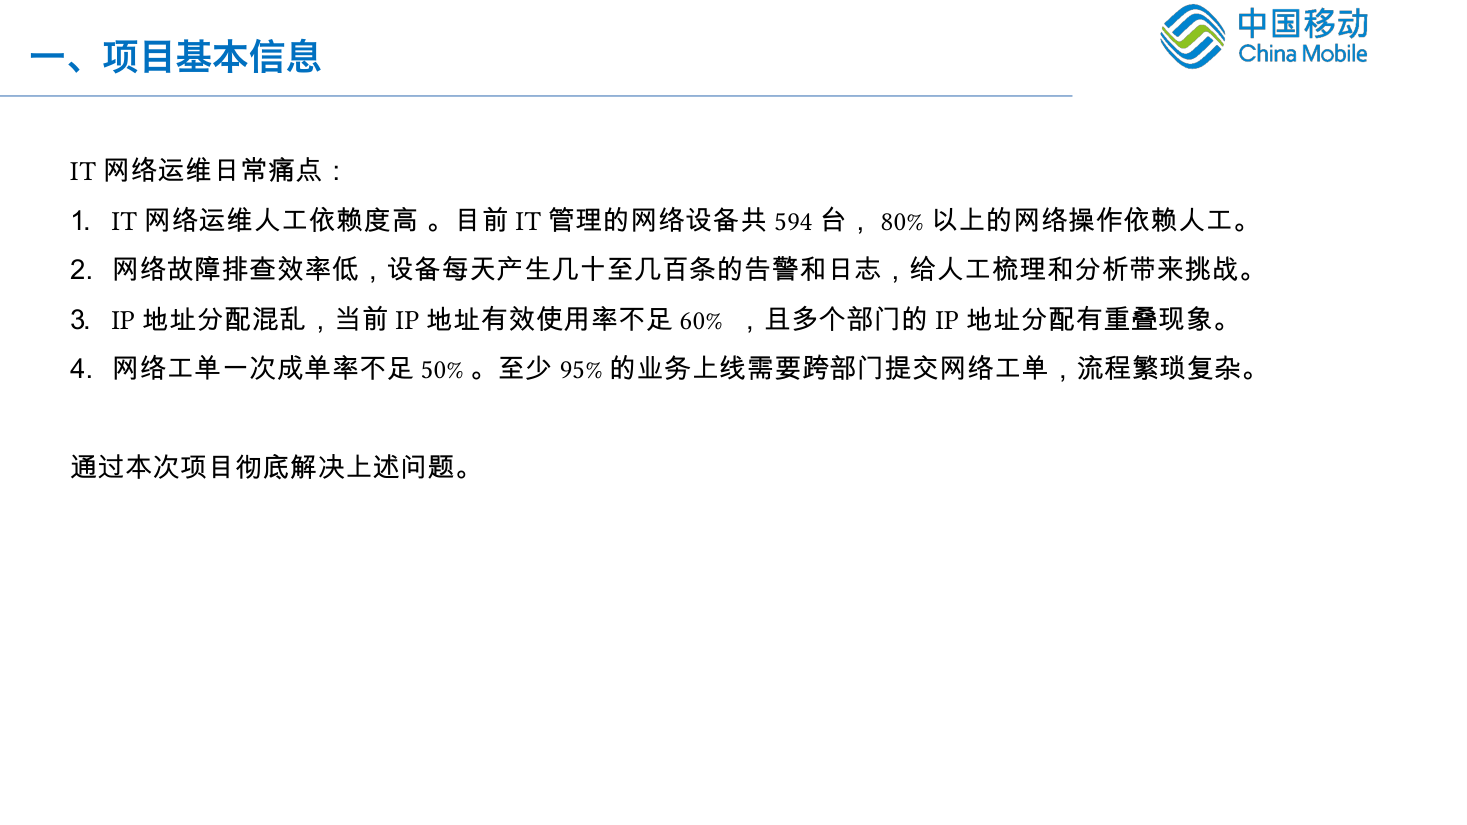 一、项目基本信息
中国移动
China Mobile
IT 网络运维日常痛点：
1. IT 网络运维人工依赖度高 。目前 IT 管理的网络设备共 594 台， 80% 以上的网络操作依赖人工。
2. 网络故障排查效率低，设备每天产生几十至几百条的告警和日志，给人工梳理和分析带来挑战。
3. IP 地址分配混乱，当前 IP 地址有效使用率不足 60% ，且多个部门的 IP 地址分配有重叠现象。
4. 网络工单一次成单率不足 50% 。至少 95% 的业务上线需要跨部门提交网络工单，流程繁琐复杂。
通过本次项目彻底解决上述问题。